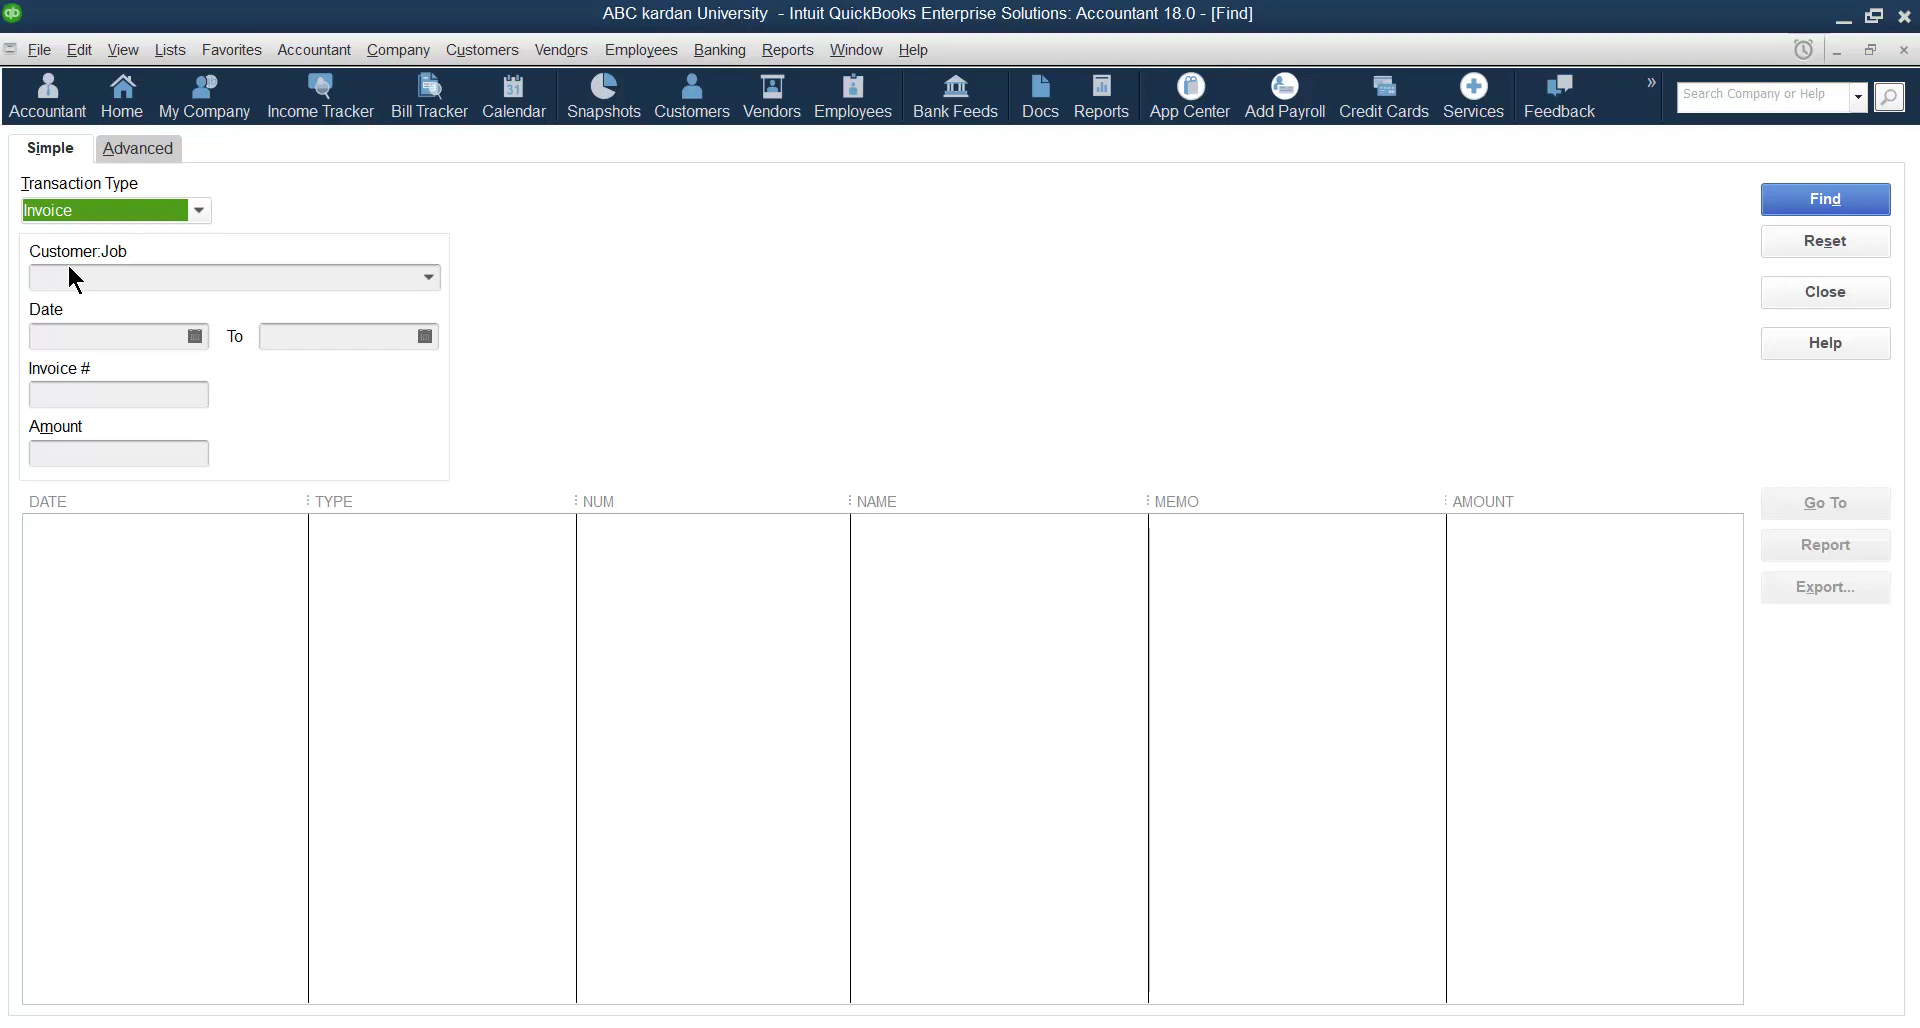 ABC kardan University - Intuit QuickBooks Enterprise Solutions: Accountant 18.0 - [Find]
File Edit View Lists Favorites Accountant Company Customers Vendors Employees Banking Reports Window Help
Accountant Home My Company Income Tracker Bill Tracker Calendar Snapshots Customers Vendors Employees Bank Feeds Docs Reports App Center Add Payroll Credit Cards Services Feedback » Search Company or Help
Simple Advanced
Transaction Type
Invoice
Find
Customer:Job
Reset
Close
Date
To
Help
Invoice #
Amount
DATE TYPE NUM NAME MEMO AMOUNT
Go To
Report
Export...